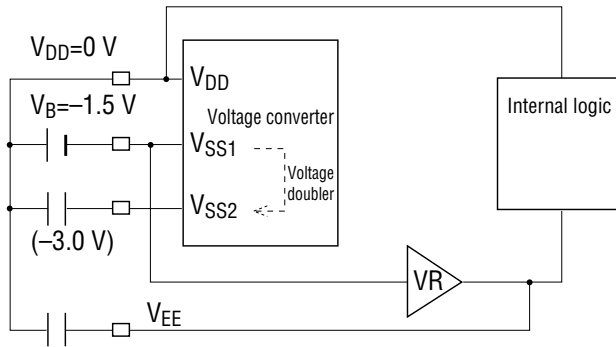 VDD=0 V
VDD
VB=–1.5 V
Voltage converter
Internal logic
VSS1
Voltage
doubler
VSS2
(–3.0 V)
VR
VEE